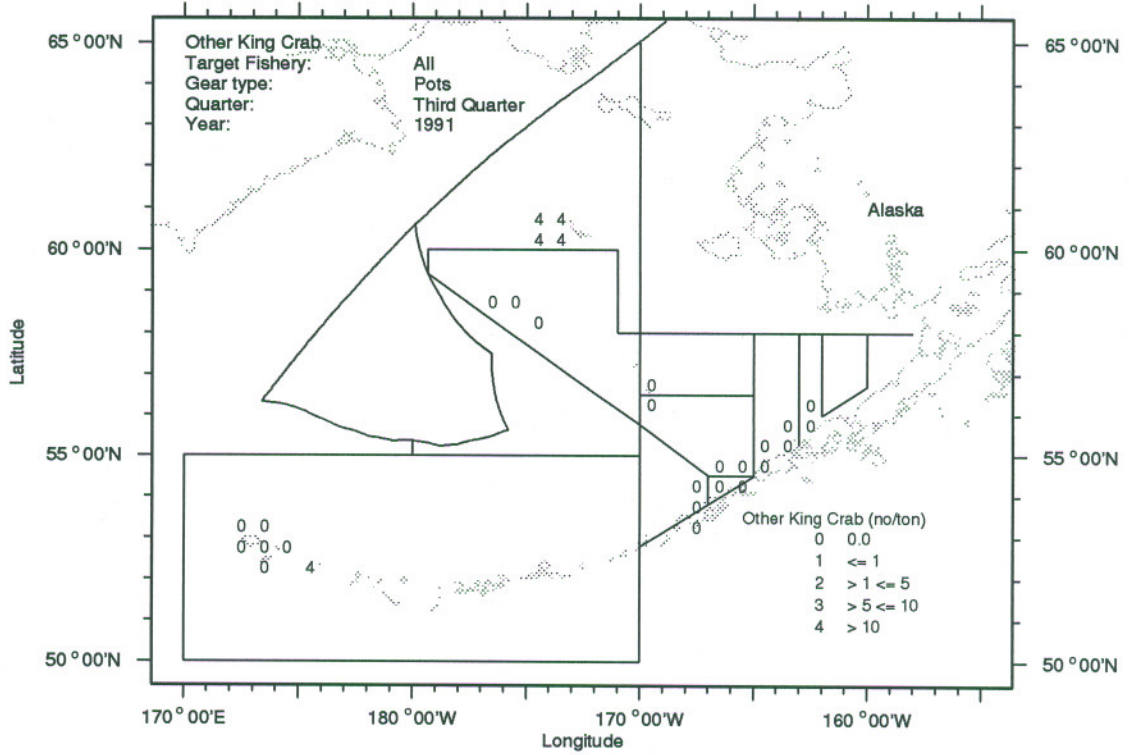 65 °00'N 65 °00'N
Other King Crab
Target Fishery: All
Gear type: Pots
Quarter: Third Quarter
Year: 1991
Alaska
4 4
4 4
60 °00'N 60 °00'N
0 0
0
Latitude
0
0
0
0 0
0 0
55 °00'N 55 °00'N
0 0 0
0 0 0
0
0
Other King Crab (no/ton)
0 0.0
1 <= 1
2 > 1 <= 5
3 > 5 <= 10
4 > 10
0 0
0 0 0
0 4
50 °00'N 50 °00'N
170 °00'E 180 °00'W 170 °00'W 160 °00'W
Longitude